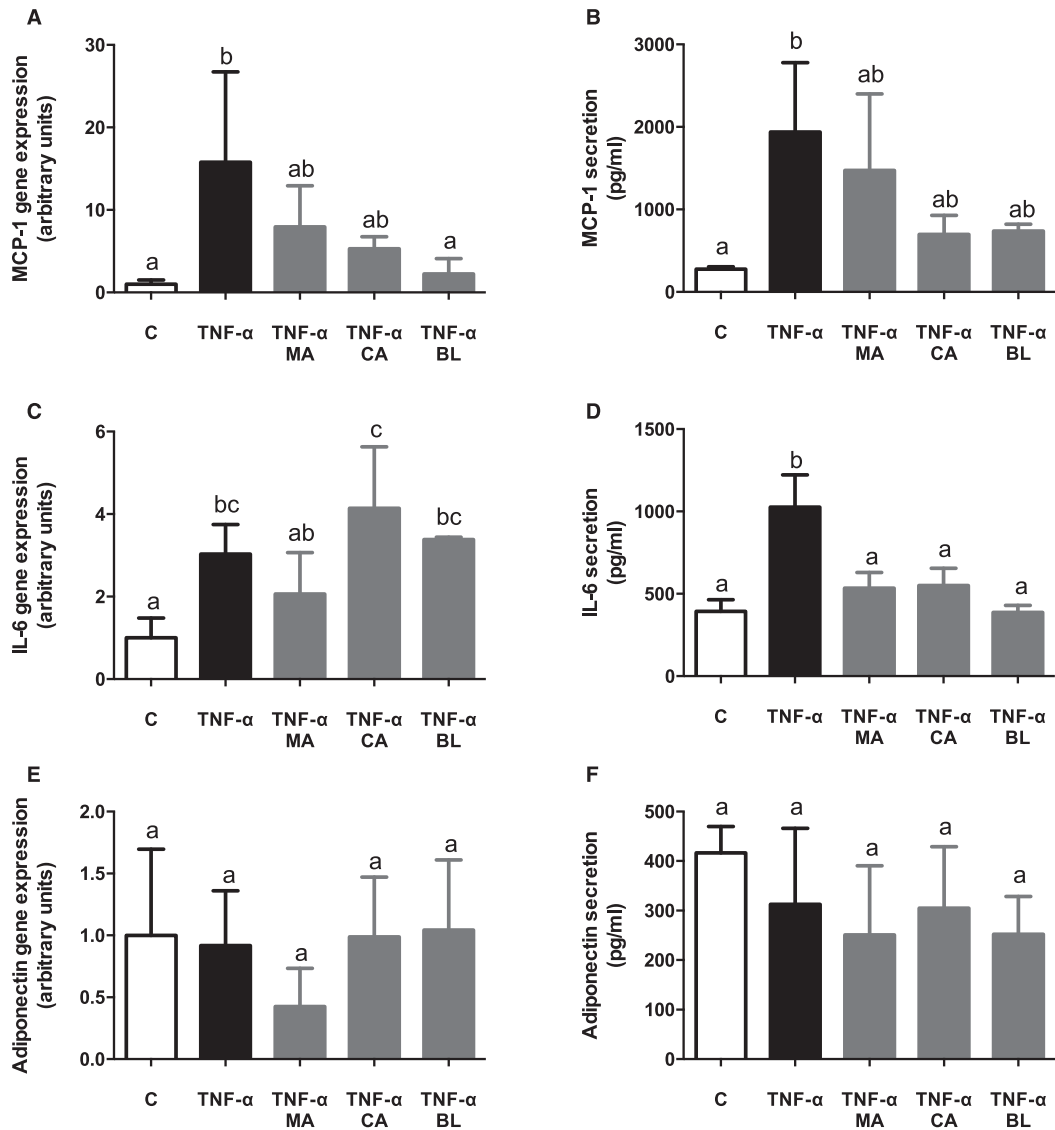 A
MCP-1 gene expression
(arbitrary units)
30
20
10
0
a
b
ab
ab
a
C
TNF-α
TNF-α
MA
TNF-α
CA
TNF-α
BL
B
MCP-1 secretion
(pg/ml)
3000
2000
1000
0
a
b
ab
ab
ab
C
TNF-α
TNF-α
MA
TNF-α
CA
TNF-α
BL
C
IL-6 gene expression
(arbitrary units)
6
4
2
0
a
bc
ab
c
bc
C
TNF-α
TNF-α
MA
TNF-α
CA
TNF-α
BL
D
IL-6 secretion
(pg/ml)
1500
1000
500
0
a
b
a
a
a
C
TNF-α
TNF-α
MA
TNF-α
CA
TNF-α
BL
E
Adiponectin gene expression
(arbitrary units)
2.0
1.5
1.0
0.5
0.0
a
a
a
a
a
C
TNF-α
TNF-α
MA
TNF-α
CA
TNF-α
BL
F
Adiponectin secretion
(pg/ml)
500
400
300
200
100
0
a
a
a
a
a
C
TNF-α
TNF-α
MA
TNF-α
CA
TNF-α
BL